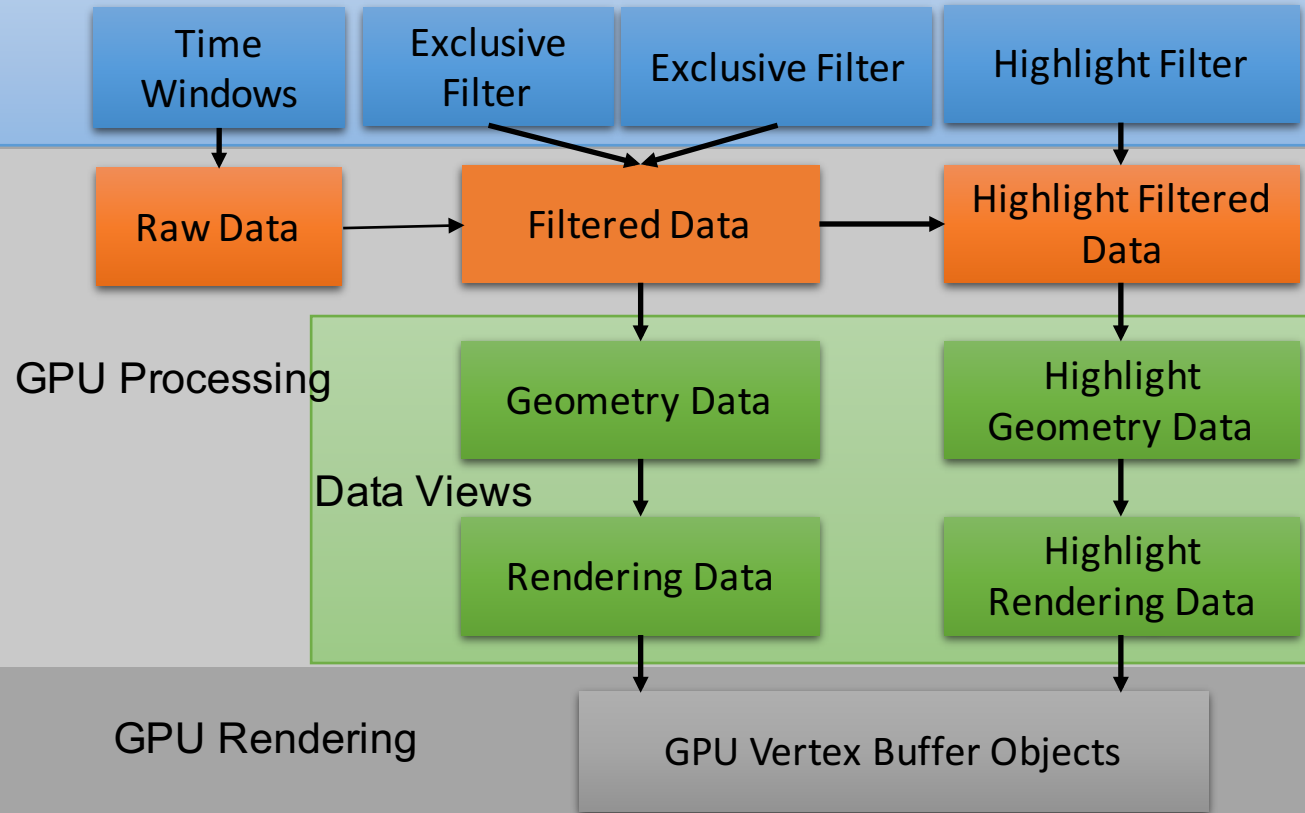 Time
Windows
Exclusive
Filter
Exclusive Filter
Highlight Filter
Raw Data
Filtered Data
Highlight Filtered
Data
GPU Processing
Geometry Data
Highlight
Geometry Data
Data Views
Rendering Data
Highlight
Rendering Data
GPU Rendering
GPU Vertex Buffer Objects